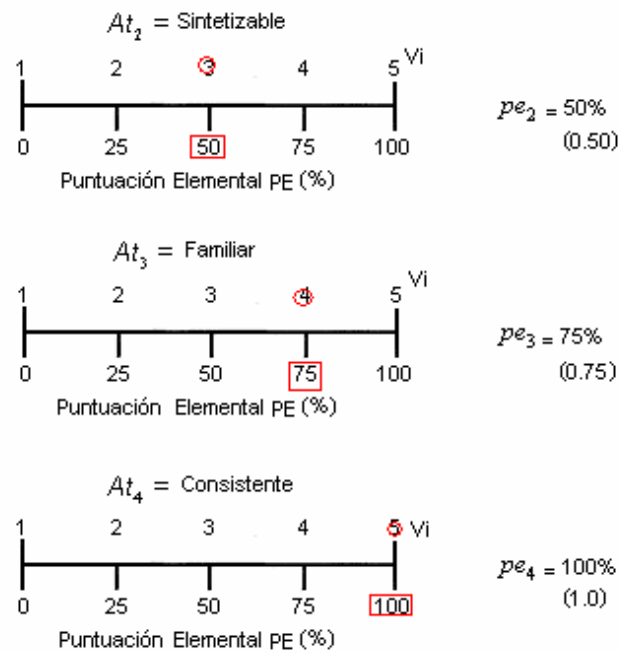 At₂ = Sintetizable
1 2 3 4 5 Vi
0 25 50 75 100
Puntuación Elemental PE (%)
pe₂ = 50%
(0.50)
At₃ = Familiar
1 2 3 4 5 Vi
0 25 50 75 100
Puntuación Elemental PE (%)
pe₃ = 75%
(0.75)
At₄ = Consistente
1 2 3 4 5 Vi
0 25 50 75 100
Puntuación Elemental PE (%)
pe₄ = 100%
(1.0)